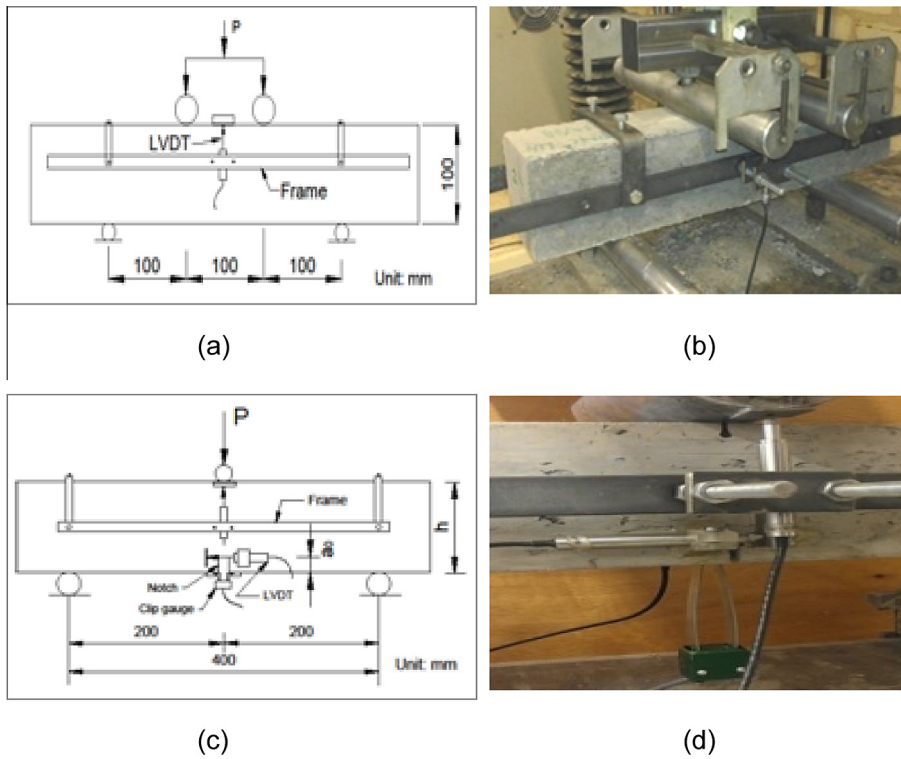 P
LVDT
Frame
100
100
100
100
Unit: mm
(a)
(b)
P
Frame
h
a0
Notch
Clip gauge
LVDT
200
200
400
Unit: mm
(c)
(d)